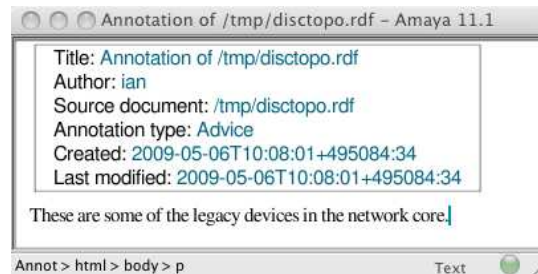 Annotation of /tmp/disctopo.rdf – Amaya 11.1
Title: Annotation of /tmp/disctopo.rdf
Author: ian
Source document: /tmp/disctopo.rdf
Annotation type: Advice
Created: 2009-05-06T10:08:01+495084:34
Last modified: 2009-05-06T10:08:01+495084:34
These are some of the legacy devices in the network core.
Annot > html > body > p Text